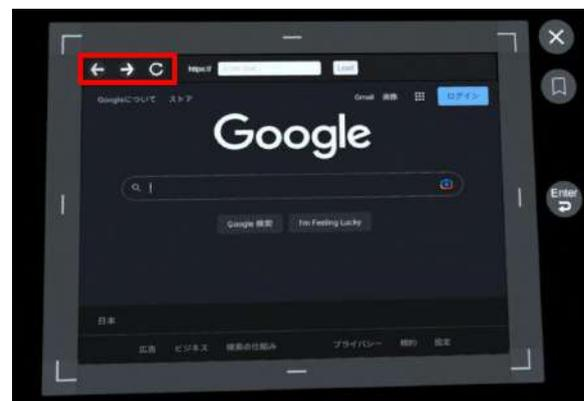 https://
Load
Googleについて ストア
Gmail 画像
ログイン
Google
Google 検索 I'm Feeling Lucky
Enter
日本
広告 ビジネス 検索の仕組み プライバシー 規約 設定